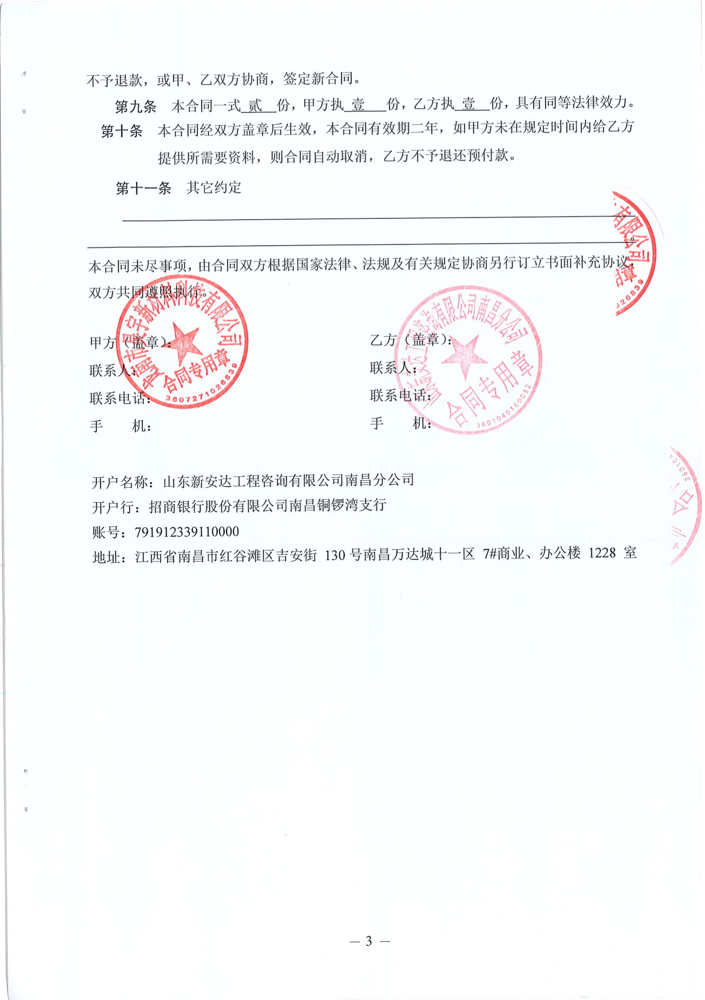 不予退款，或甲、乙双方协商，签定新合同。
第九条 本合同一式 贰 份，甲方执 壹 份，乙方执 壹 份，具有同等法律效力。
第十条 本合同经双方盖章后生效，本合同有效期二年，如甲方未在规定时间内给乙方
提供所需要资料，则合同自动取消，乙方不予退还预付款。
第十一条 其它约定
。
本合同未尽事项，由合同双方根据国家法律、法规及有关规定协商另行订立书面补充协议，
双方共同遵照执行。
甲方（盖章）：
联系人：
联系电话：
手 机：
新材料科技有限公司
合同专用章
3607271026839
乙方（盖章）：
联系人：
联系电话：
手 机：
安达工程咨询有限公司南昌分公司
合同专用章
3601040160082
有限公司
用章
026839
360104
合
开户名称：山东新安达工程咨询有限公司南昌分公司
开户行：招商银行股份有限公司南昌铜锣湾支行
账号：791912339110000
地址：江西省南昌市红谷滩区吉安街 130 号南昌万达城十一区 7#商业、办公楼 1228 室
— 3 —